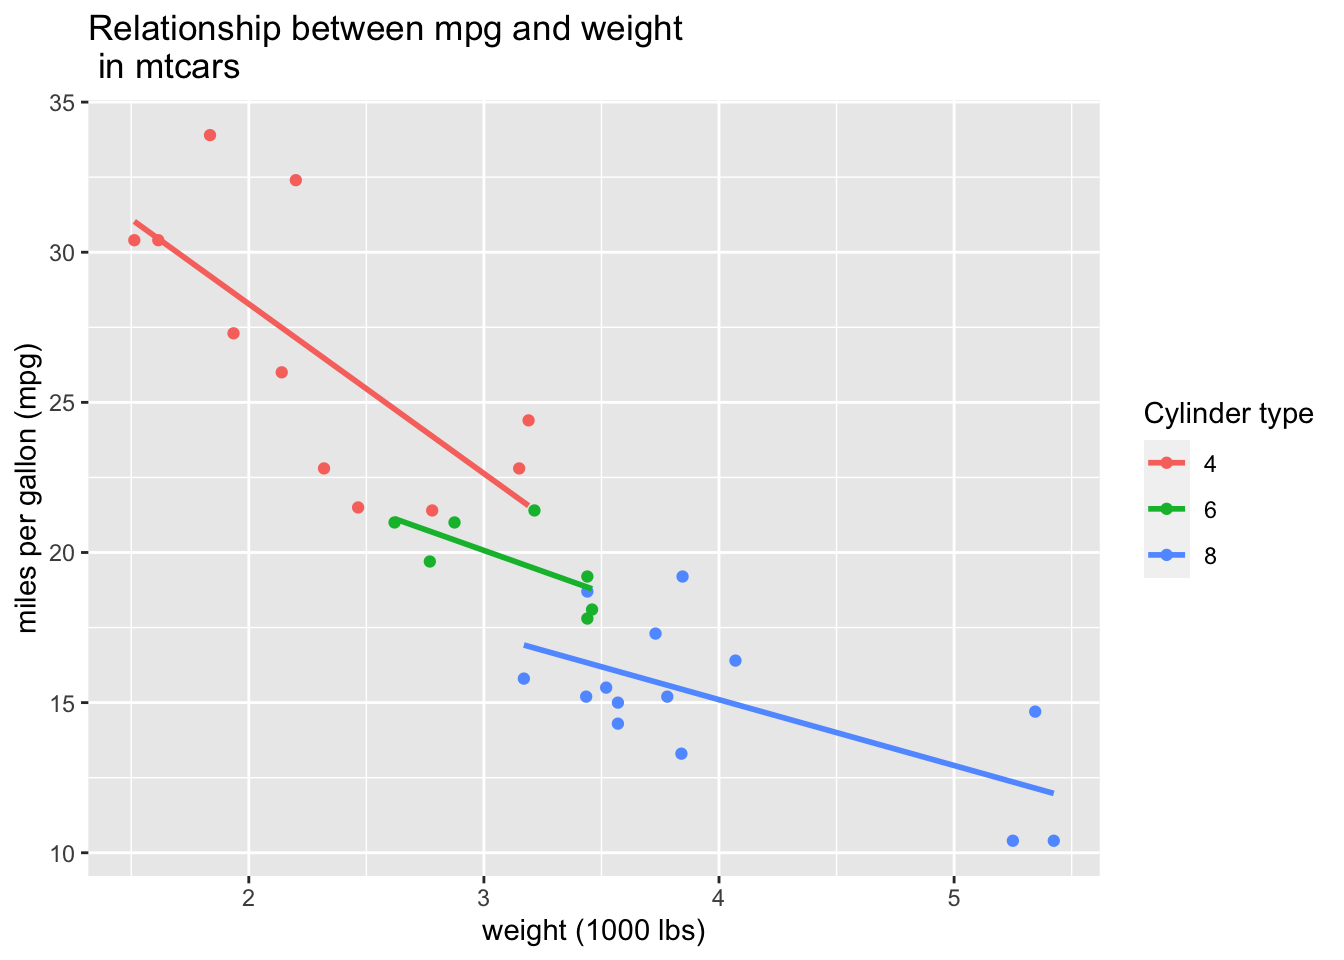 Relationship between mpg and weight
in mtcars
35
30
25
20
15
10
miles per gallon (mpg)
2 3 4 5
weight (1000 lbs)
Cylinder type
4
6
8